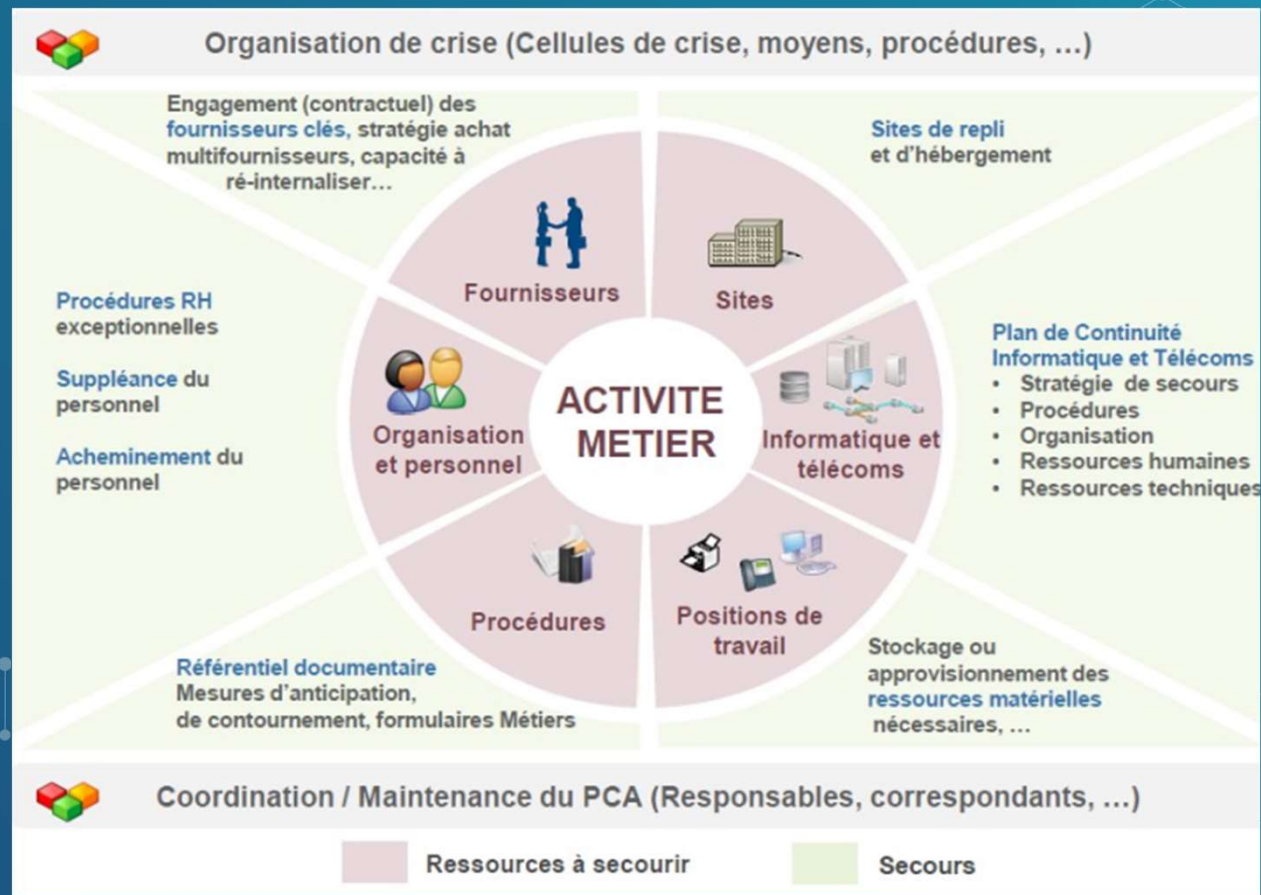 Organisation de crise (Cellules de crise, moyens, procédures, …)
Engagement (contractuel) des
fournisseurs clés, stratégie achat
multifournisseurs, capacité à
ré-internaliser…
Sites de repli
et d'hébergement
Fournisseurs
Sites
Procédures RH
exceptionnelles
Suppléance du
personnel
Acheminement du
personnel
Organisation
et personnel
ACTIVITE
METIER
Informatique et
télécoms
Plan de Continuité
Informatique et Télécoms
• Stratégie de secours
• Procédures
• Organisation
• Ressources humaines
• Ressources techniques
Procédures
Positions de
travail
Référentiel documentaire
Mesures d'anticipation,
de contournement, formulaires Métiers
Stockage ou
approvisionnement des
ressources matérielles
nécessaires, …
Coordination / Maintenance du PCA (Responsables, correspondants, …)
Ressources à secourir
Secours